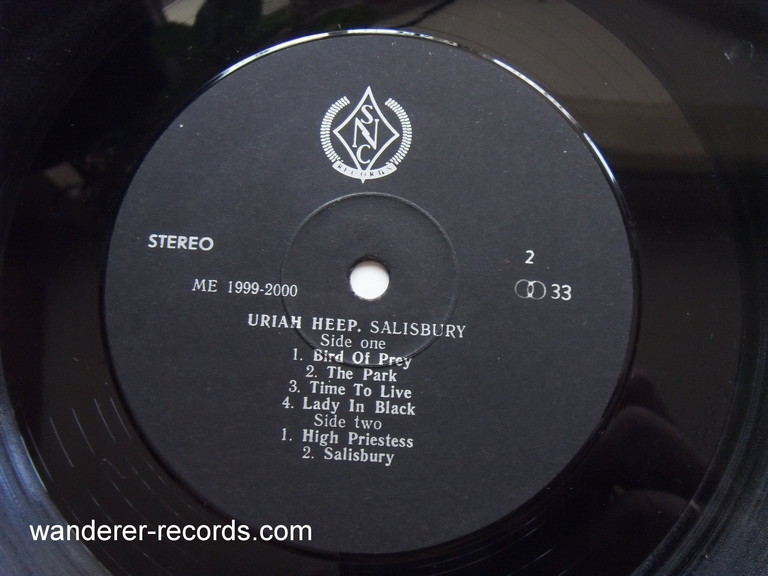 SNC
RECORDS
STEREO
2
ME 1999-2000
33
URIAH HEEP. SALISBURY
Side one
1. Bird Of Prey
2. The Park
3. Time To Live
4. Lady In Black
Side two
1. High Priestess
2. Salisbury
wanderer-records.com